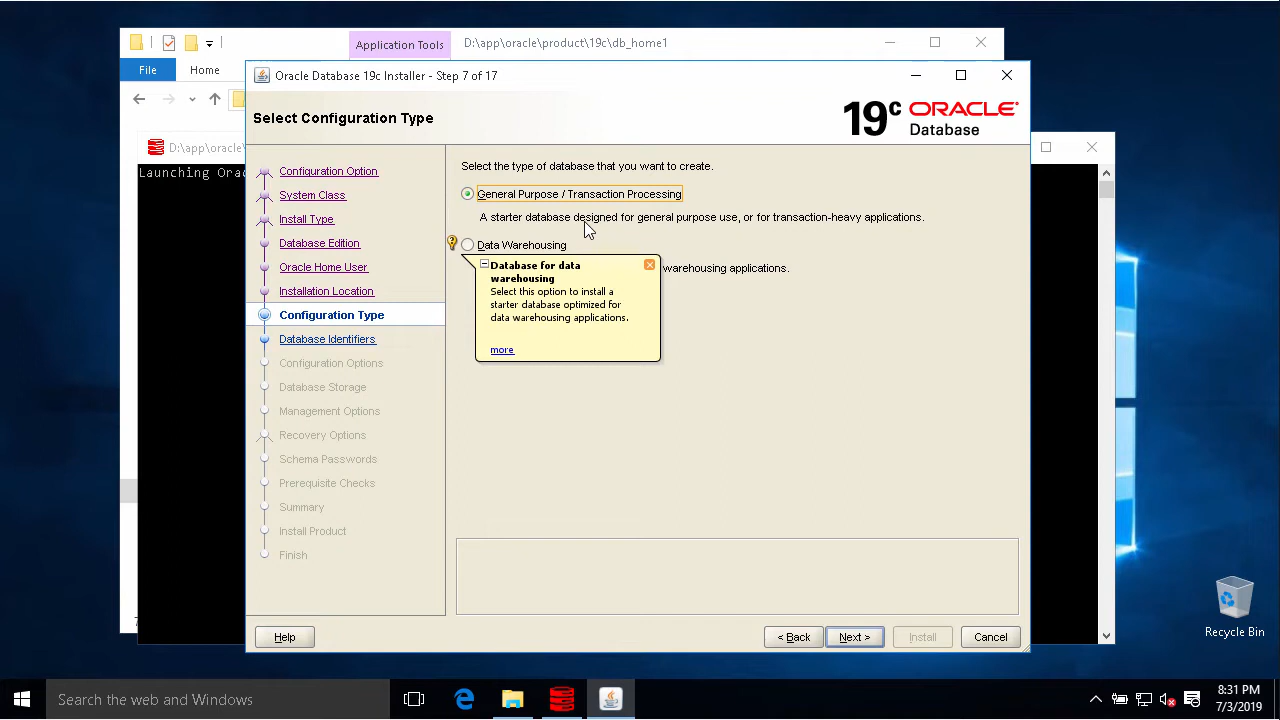 Application Tools
D:\app\oracle\product\19c\db_home1
File
Home
Oracle Database 19c Installer - Step 7 of 17
Select Configuration Type
19c ORACLE
Database
D:\app\oracle\
Launching Orac
Configuration Option
System Class
Install Type
Database Edition
Oracle Home User
Installation Location
Configuration Type
Database Identifiers
Configuration Options
Database Storage
Management Options
Recovery Options
Schema Passwords
Prerequisite Checks
Summary
Install Product
Finish
Select the type of database that you want to create.
General Purpose / Transaction Processing
A starter database designed for general purpose use, or for transaction-heavy applications.
Data Warehousing
warehousing applications.
Database for data
warehousing
Select this option to install a
starter database optimized for
data warehousing applications.
more
Help
< Back
Next >
Install
Cancel
Recycle Bin
Search the web and Windows
8:31 PM
7/3/2019